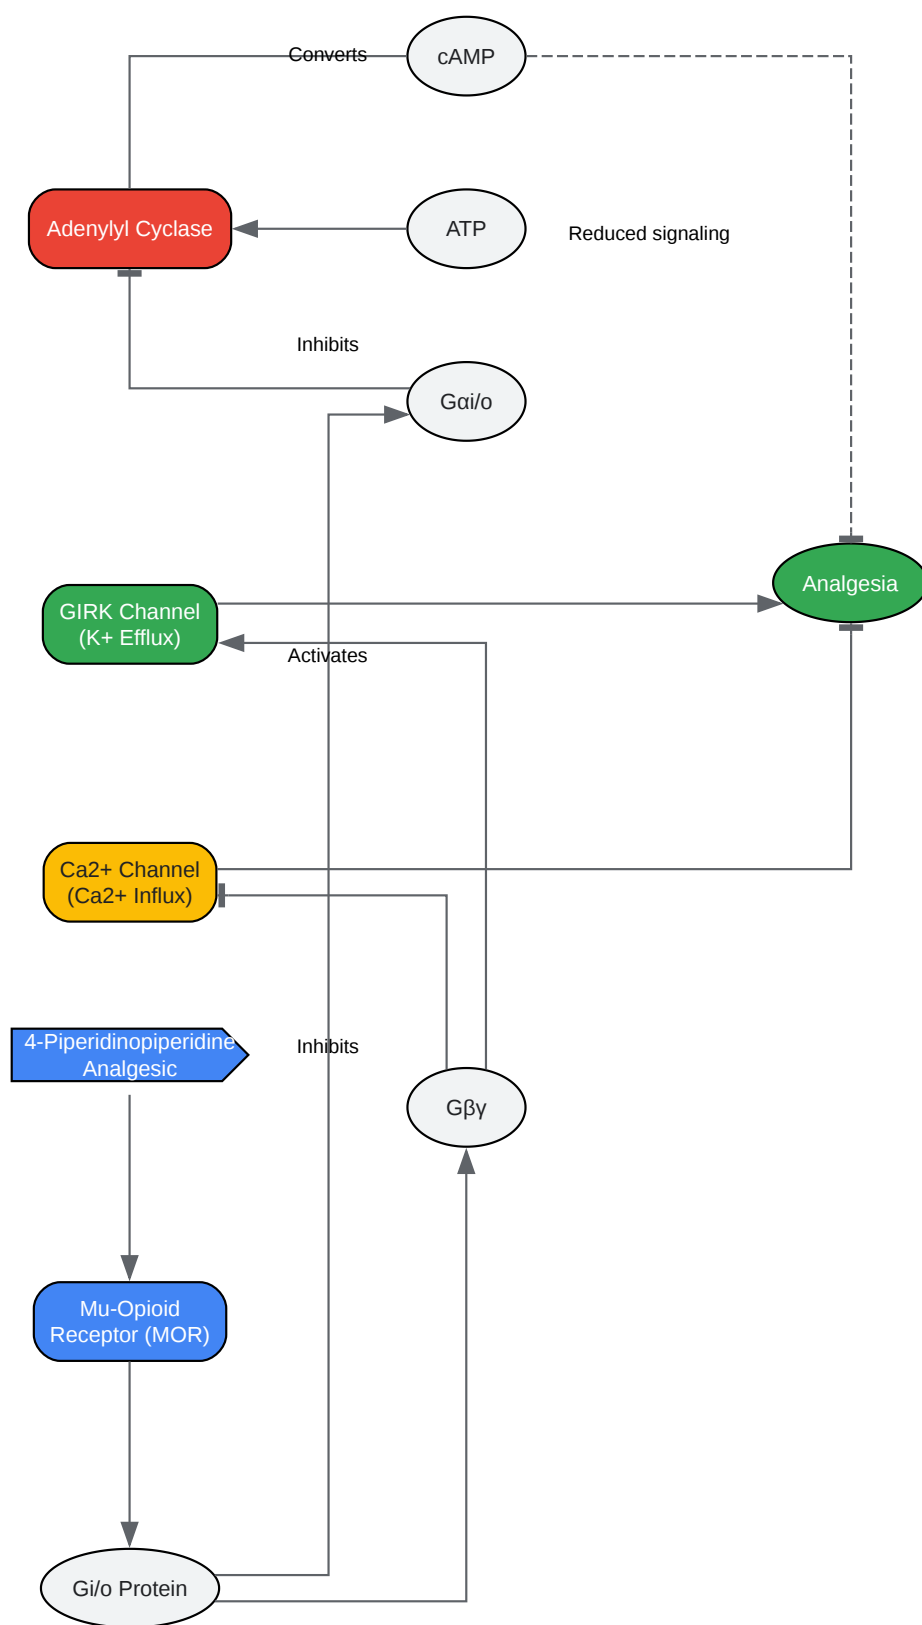 Converts
cAMP
Adenylyl Cyclase
ATP
Reduced signaling
Inhibits
Gαi/o
Analgesia
GIRK Channel
(K+ Efflux)
Activates
Ca2+ Channel
(Ca2+ Influx)
4-Piperidinopiperidine
Analgesic
Inhibits
Gβγ
Mu-Opioid
Receptor (MOR)
Gi/o Protein